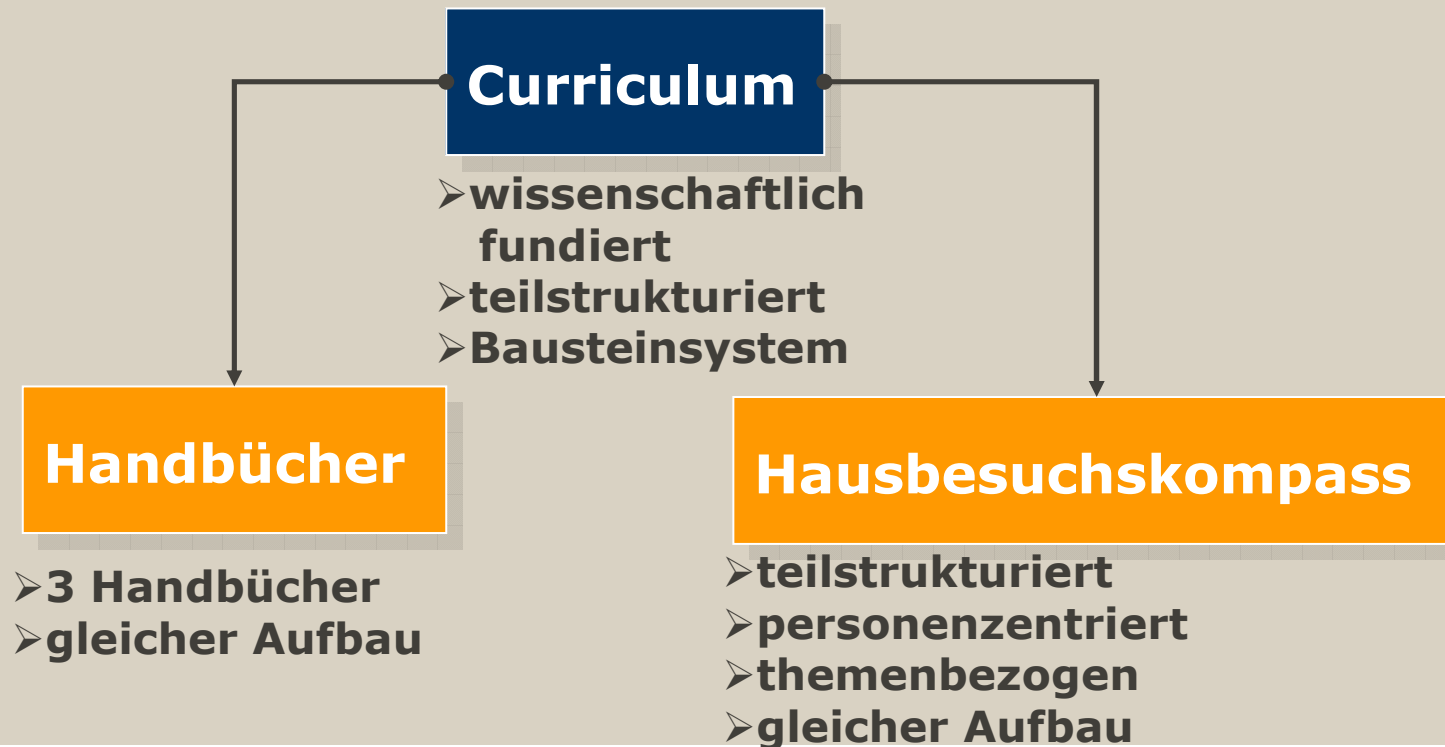 Curriculum
➢wissenschaftlich
fundiert
➢teilstrukturiert
➢Bausteinsystem
Handbücher
➢3 Handbücher
➢gleicher Aufbau
Hausbesuchskompass
➢teilstrukturiert
➢personenzentriert
➢themenbezogen
➢gleicher Aufbau